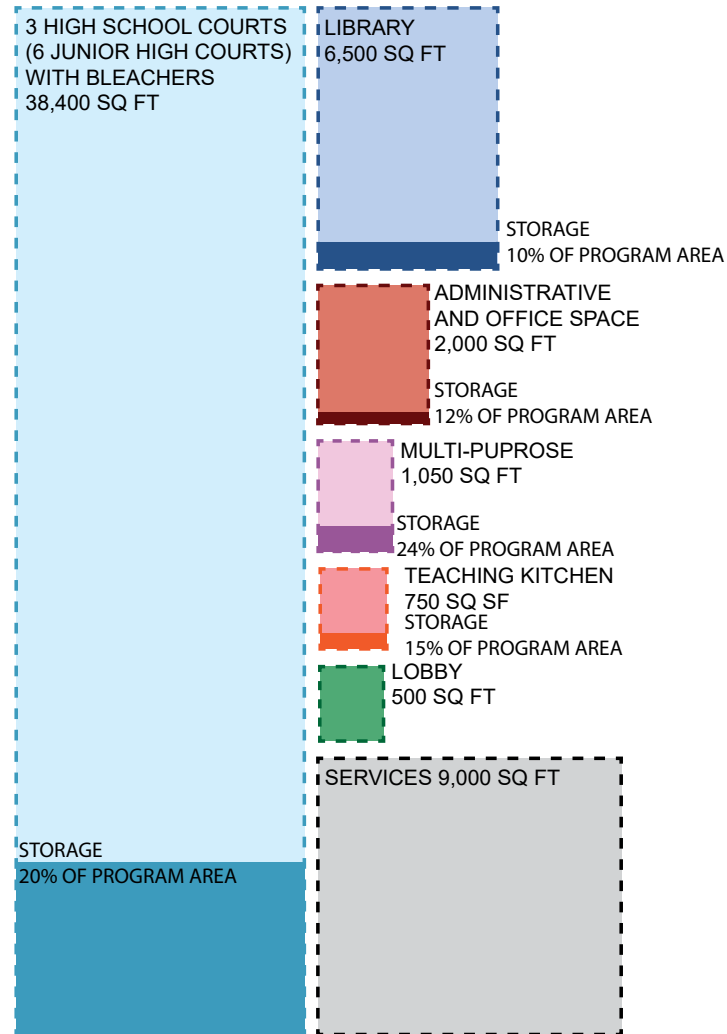 3 HIGH SCHOOL COURTS
(6 JUNIOR HIGH COURTS)
WITH BLEACHERS
38,400 SQ FT
STORAGE
20% OF PROGRAM AREA
LIBRARY
6,500 SQ FT
STORAGE
10% OF PROGRAM AREA
ADMINISTRATIVE
AND OFFICE SPACE
2,000 SQ FT
STORAGE
12% OF PROGRAM AREA
MULTI-PUPROSE
1,050 SQ FT
STORAGE
24% OF PROGRAM AREA
TEACHING KITCHEN
750 SQ SF
STORAGE
15% OF PROGRAM AREA
LOBBY
500 SQ FT
SERVICES 9,000 SQ FT